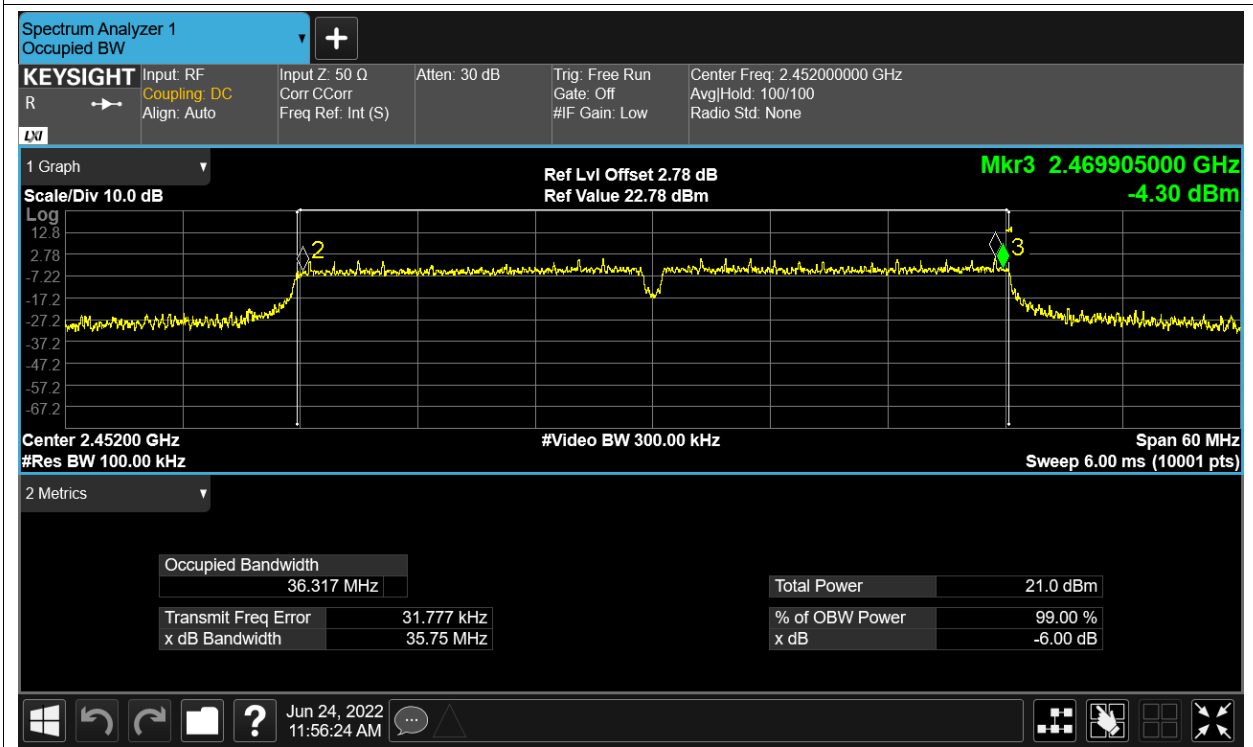 Spectrum Analyzer 1
Occupied BW
KEYSIGHT
R
LXI
Input: RF
Coupling: DC
Align: Auto
Input Z: 50 Ω
Corr CCorr
Freq Ref: Int (S)
Atten: 30 dB
Trig: Free Run
Gate: Off
#IF Gain: Low
Center Freq: 2.452000000 GHz
Avg|Hold: 100/100
Radio Std: None
1 Graph
Scale/Div 10.0 dB
Ref Lvl Offset 2.78 dB
Ref Value 22.78 dBm
Mkr3 2.469905000 GHz
-4.30 dBm
Log
12.8
2.78
-7.22
-17.2
-27.2
-37.2
-47.2
-57.2
-67.2
2
3
Center 2.45200 GHz
#Video BW 300.00 kHz
Span 60 MHz
#Res BW 100.00 kHz
Sweep 6.00 ms (10001 pts)
2 Metrics
Occupied Bandwidth
36.317 MHz
Total Power 21.0 dBm
Transmit Freq Error 31.777 kHz
% of OBW Power 99.00 %
x dB Bandwidth 35.75 MHz
x dB -6.00 dB
?
Jun 24, 2022
11:56:24 AM